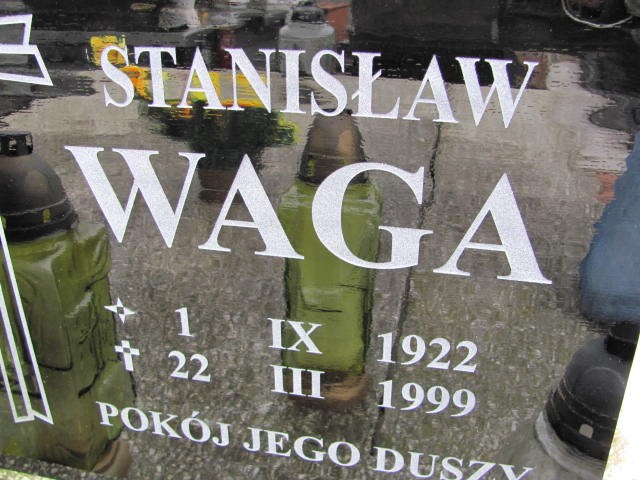 STANISŁAW
WAGA
1 IX 1922
22 III 1999
POKÓJ JEGO DUSZY